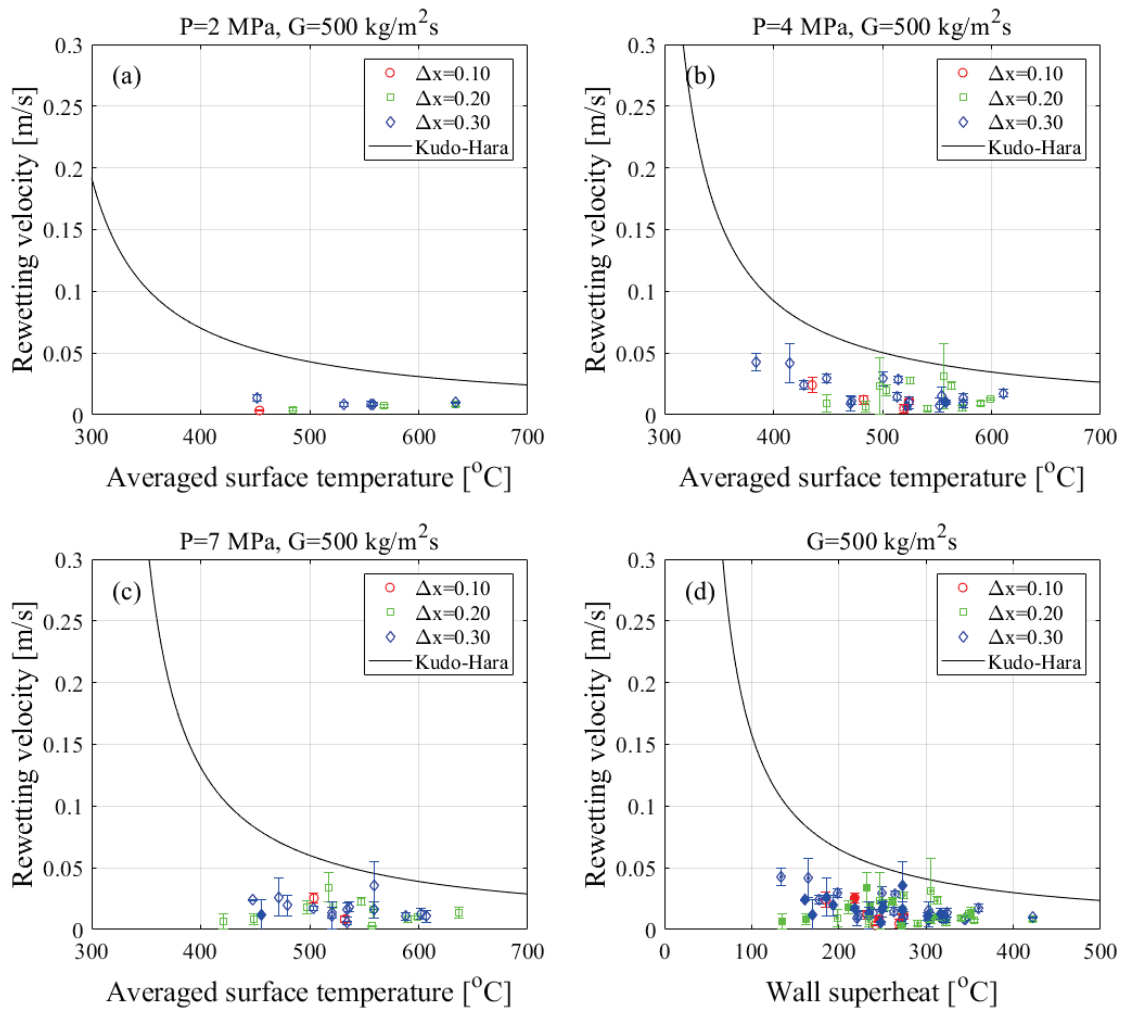 P=2 MPa, G=500 kg/m²s
(a)
Δx=0.10
Δx=0.20
Δx=0.30
Kudo-Hara
0.3
0.25
0.2
0.15
0.1
0.05
0
300 400 500 600 700
Rewetting velocity [m/s]
Averaged surface temperature [°C]
P=4 MPa, G=500 kg/m²s
(b)
Δx=0.10
Δx=0.20
Δx=0.30
Kudo-Hara
0.3
0.25
0.2
0.15
0.1
0.05
0
300 400 500 600 700
Rewetting velocity [m/s]
Averaged surface temperature [°C]
P=7 MPa, G=500 kg/m²s
(c)
Δx=0.10
Δx=0.20
Δx=0.30
Kudo-Hara
0.3
0.25
0.2
0.15
0.1
0.05
0
300 400 500 600 700
Rewetting velocity [m/s]
Averaged surface temperature [°C]
G=500 kg/m²s
(d)
Δx=0.10
Δx=0.20
Δx=0.30
Kudo-Hara
0.3
0.25
0.2
0.15
0.1
0.05
0
0 100 200 300 400 500
Rewetting velocity [m/s]
Wall superheat [°C]